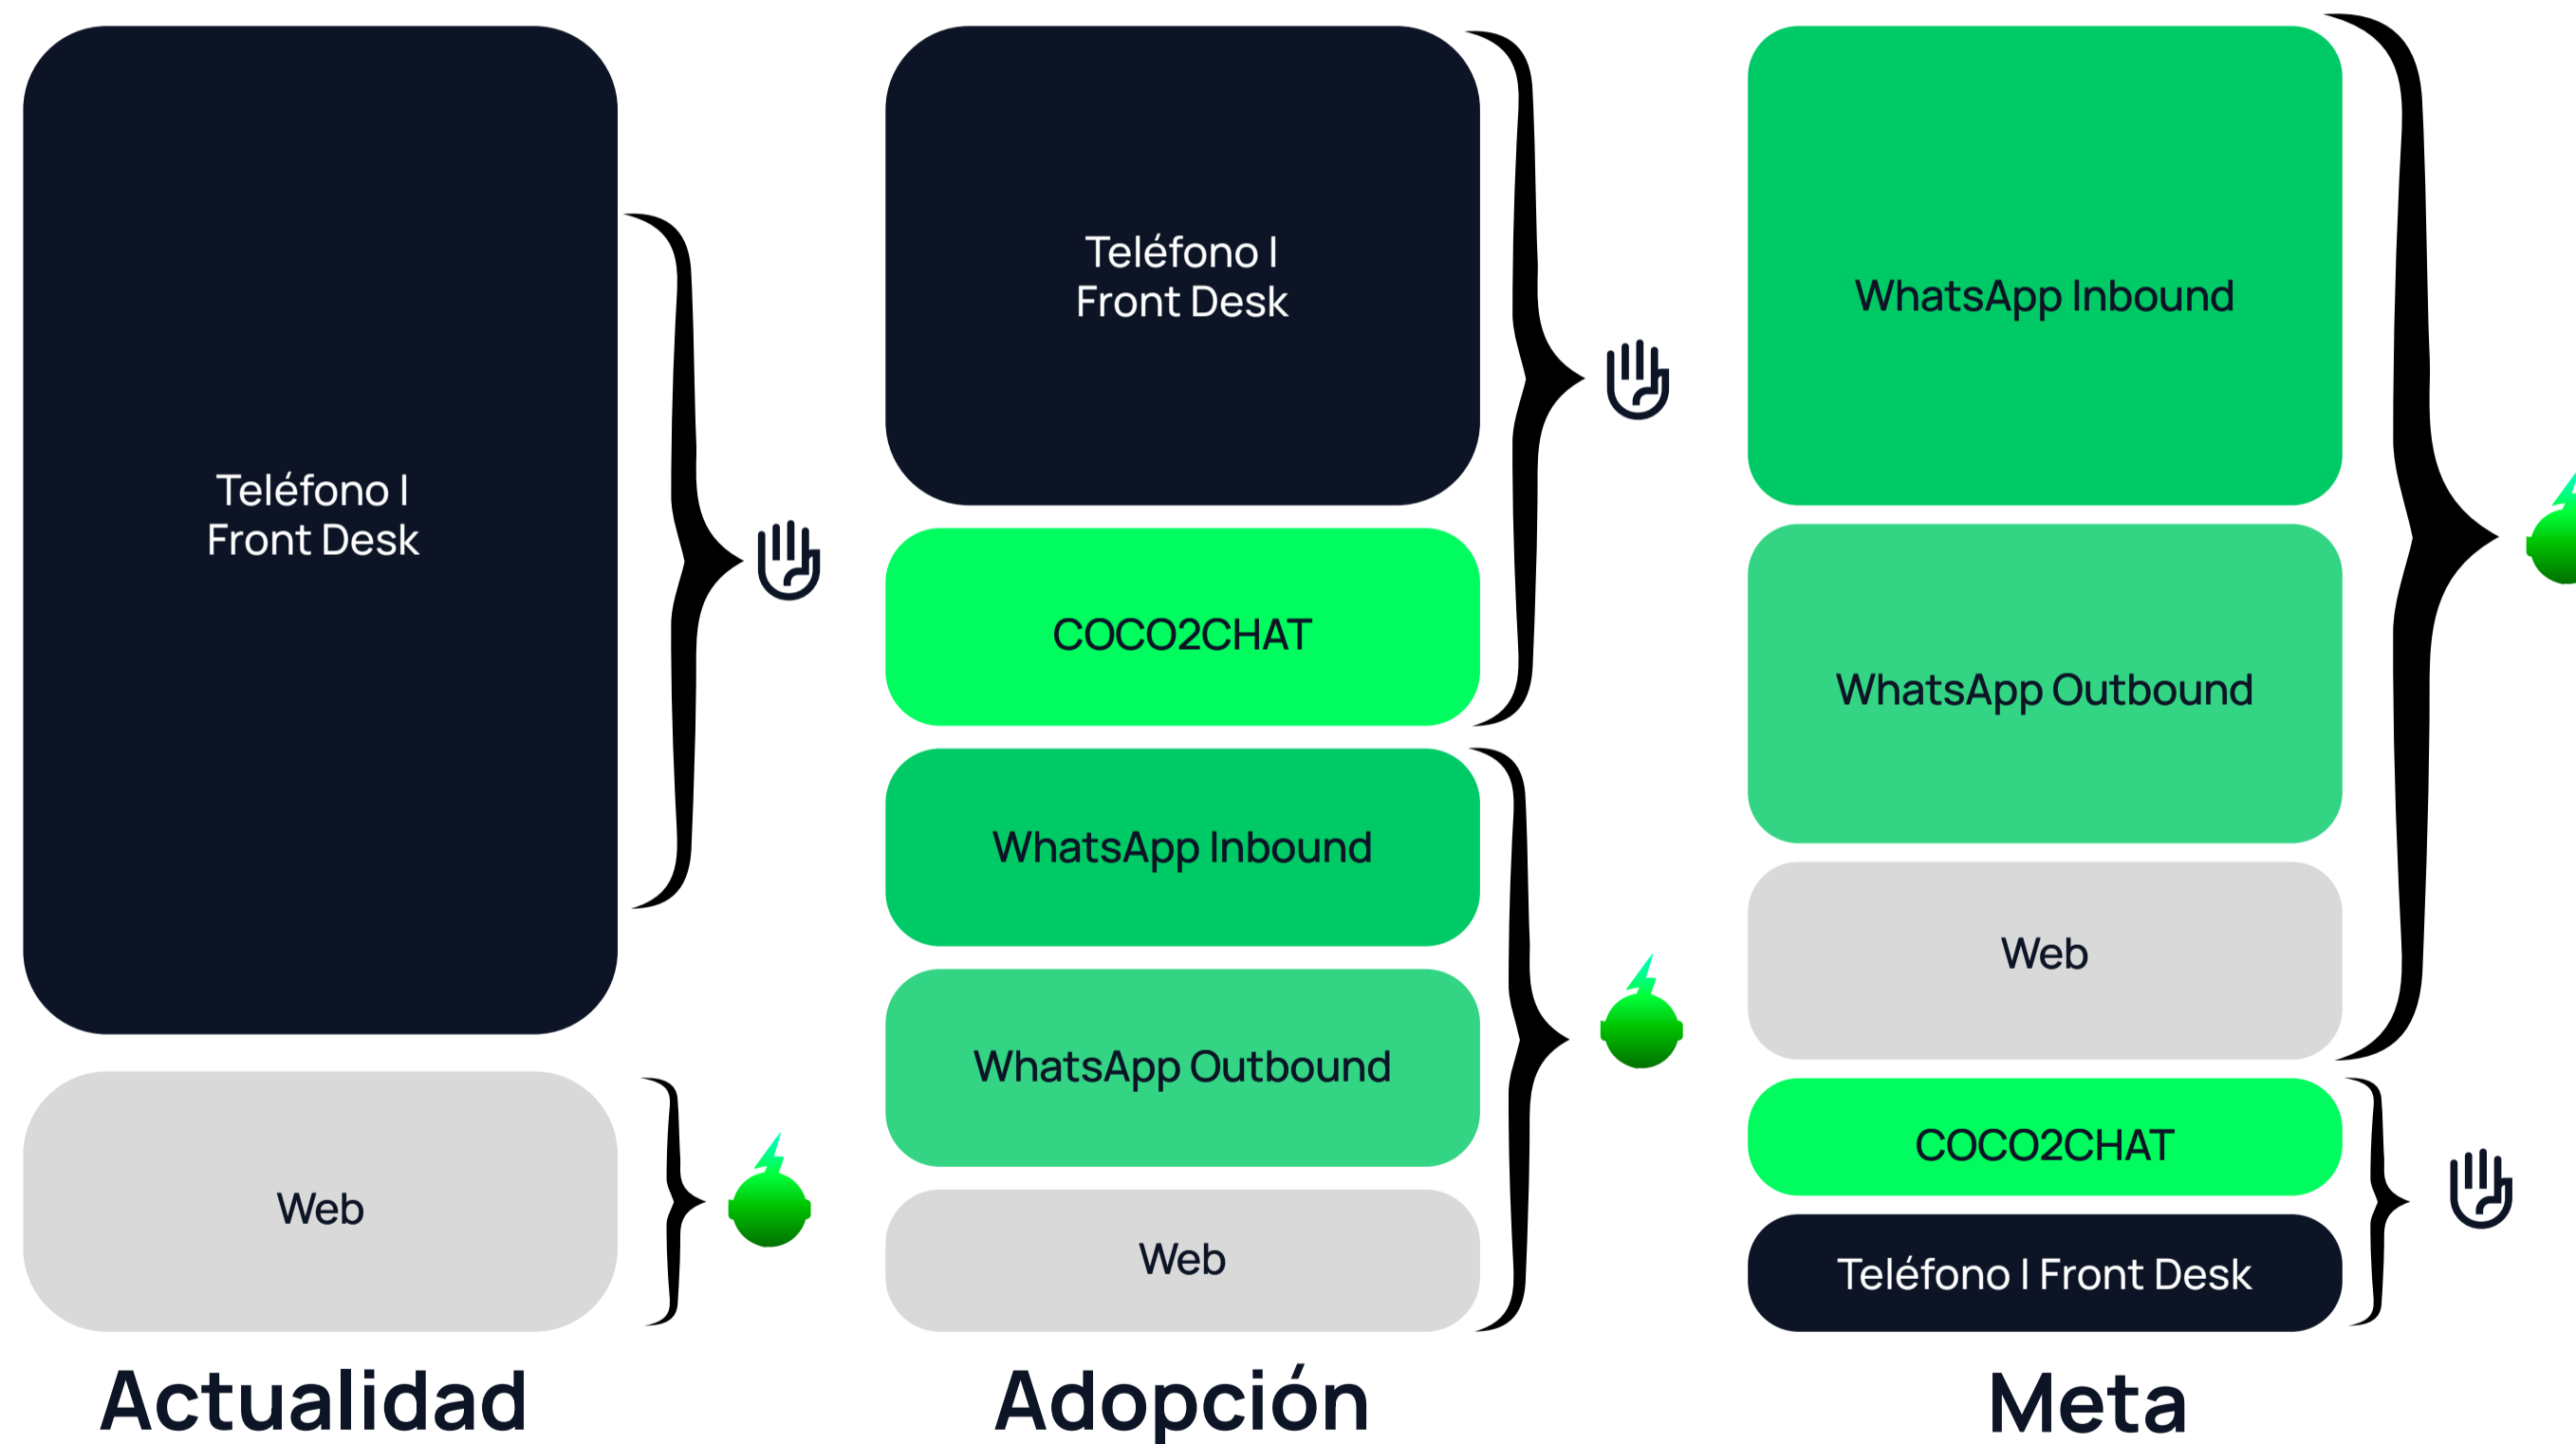 Teléfono |
Front Desk
Web
Actualidad
Teléfono |
Front Desk
COCO2CHAT
WhatsApp Inbound
WhatsApp Outbound
Web
Adopción
WhatsApp Inbound
WhatsApp Outbound
Web
COCO2CHAT
Teléfono | Front Desk
Meta